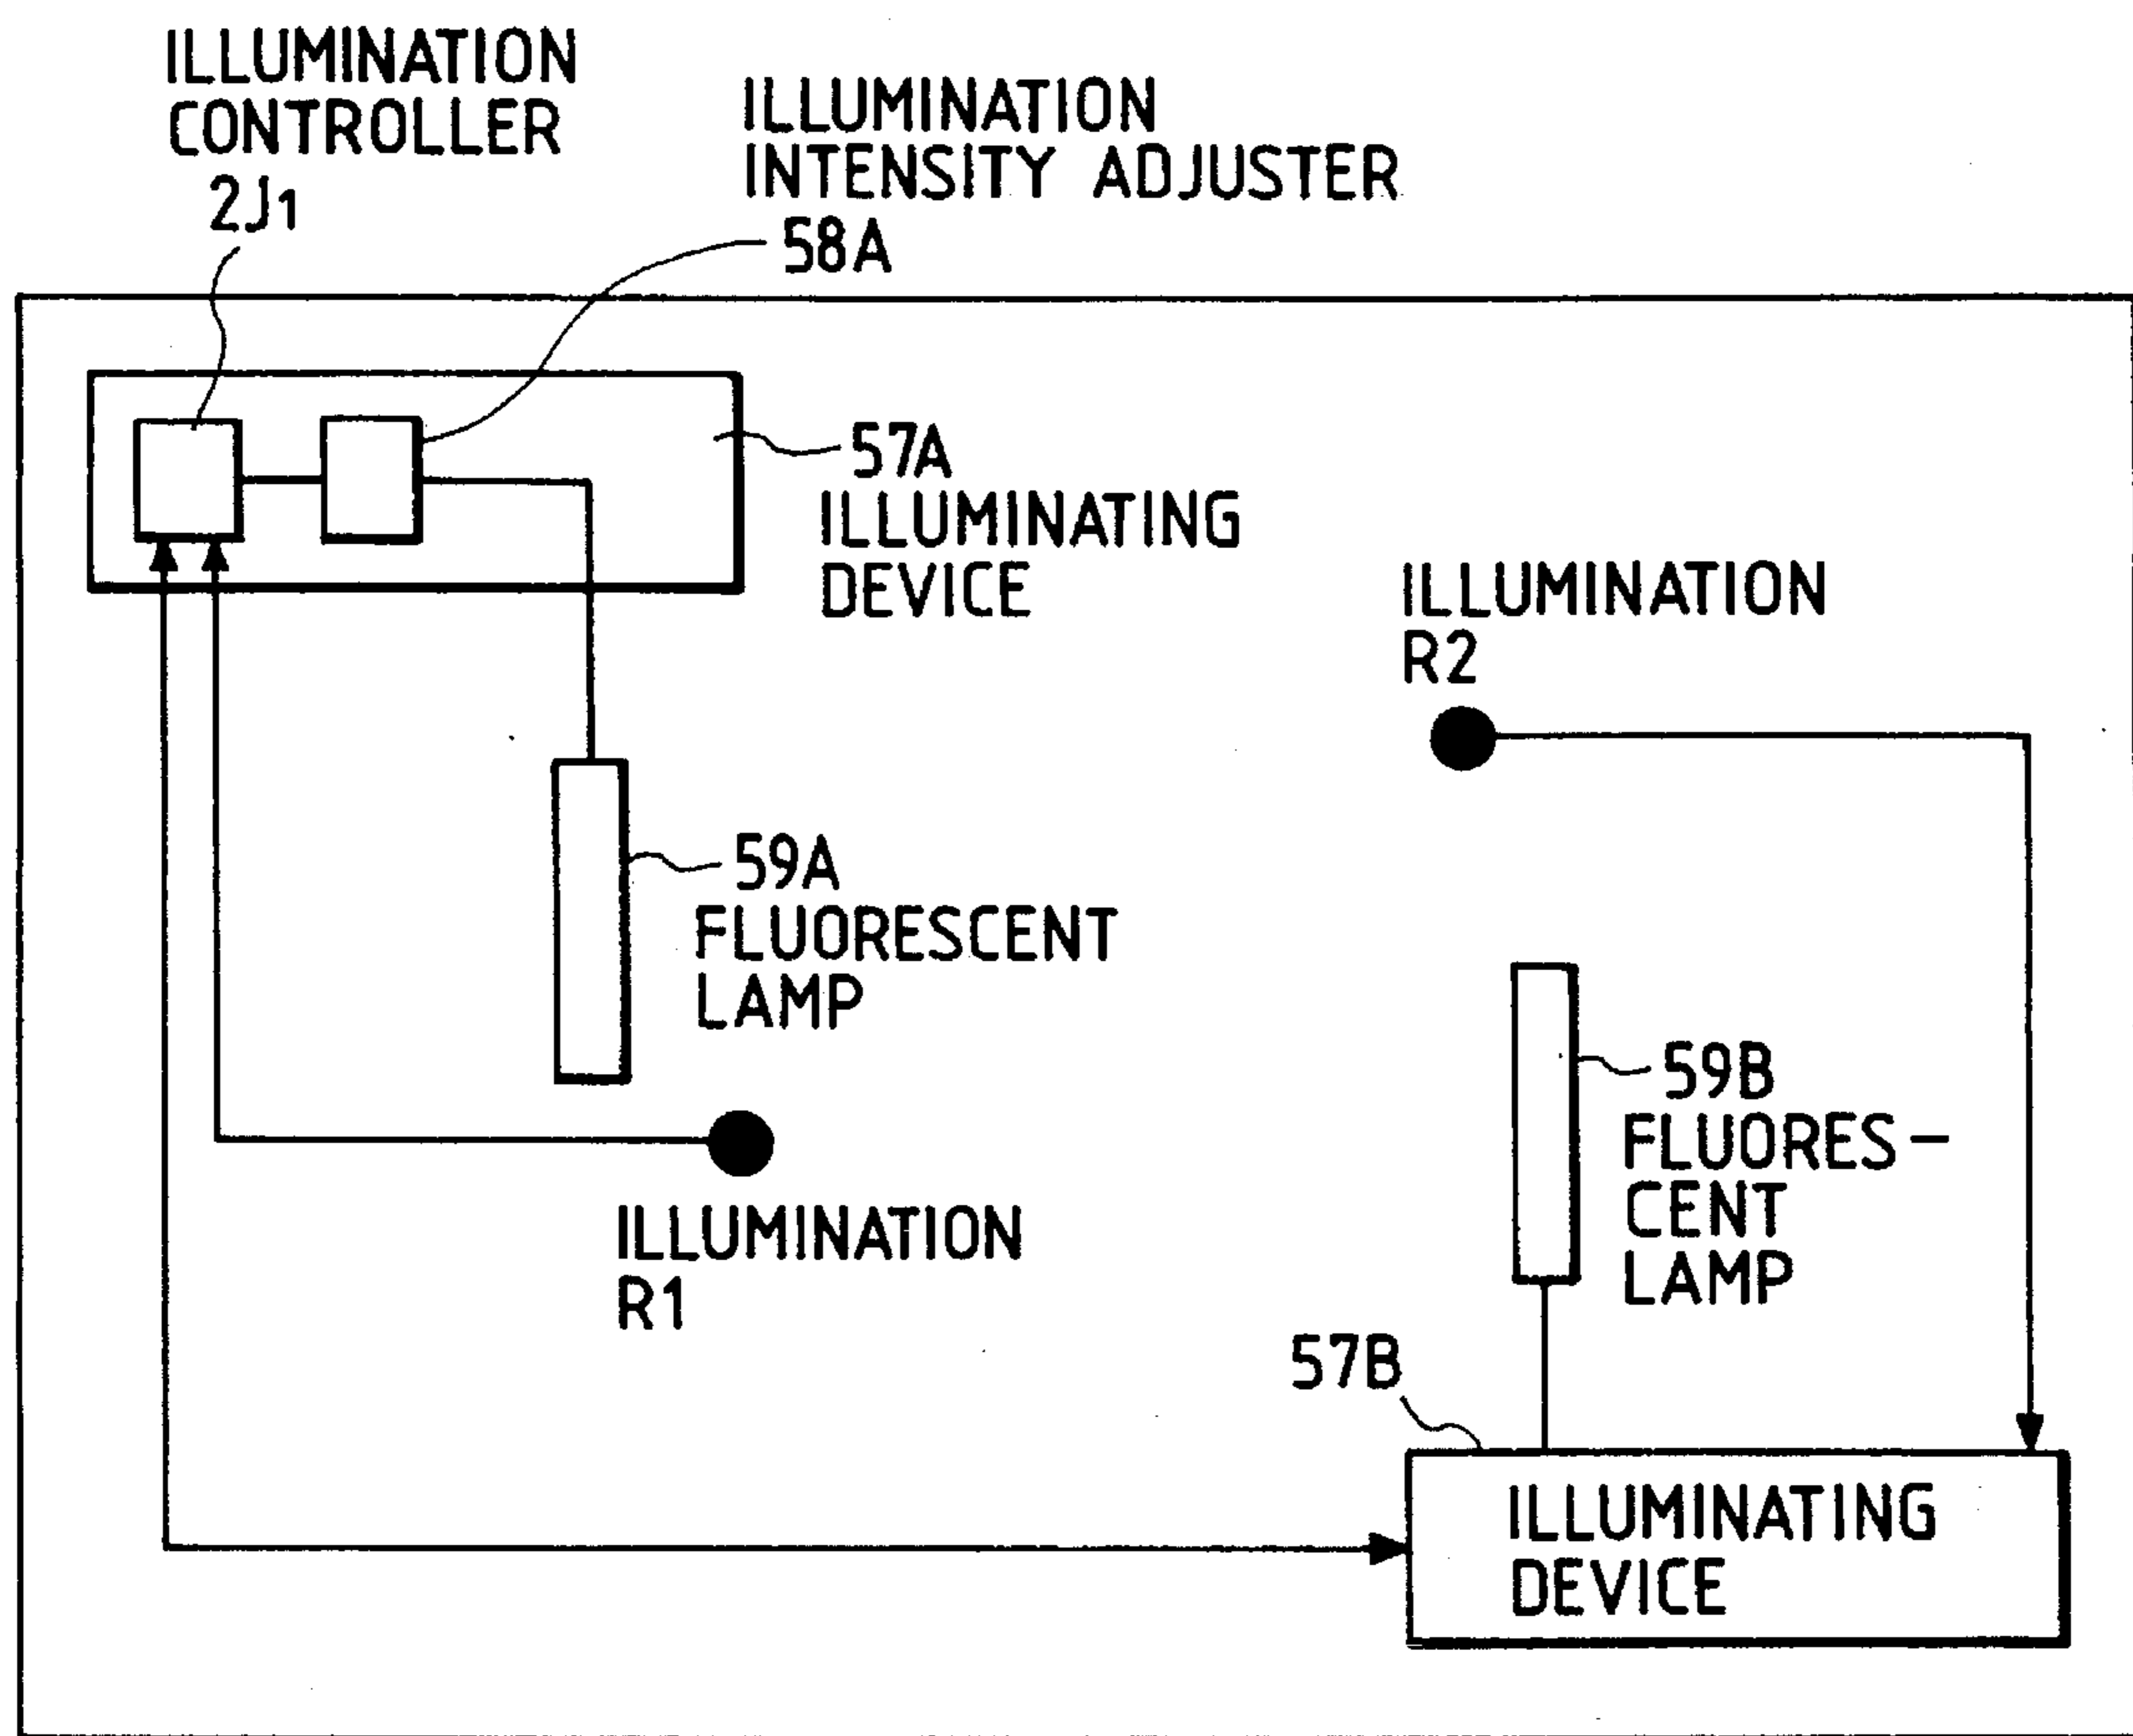 ILLUMINATION
CONTROLLER
2J1
ILLUMINATION
INTENSITY ADJUSTER
58A
57A
ILLUMINATING
DEVICE
ILLUMINATION
R2
59A
FLUORESCENT
LAMP
59B
FLUORES-
CENT
LAMP
ILLUMINATION
R1
57B
ILLUMINATING
DEVICE